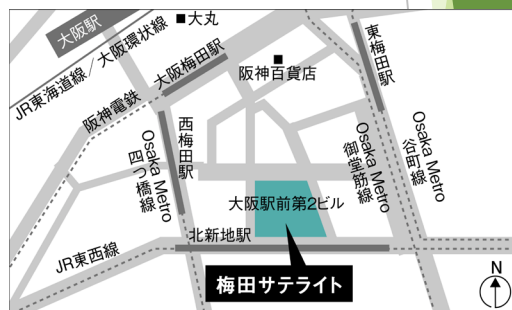 大阪駅
■大丸
JR東海道線／大阪環状線
大阪梅田駅
阪神電鉄
阪神百貨店
東梅田駅
西梅田駅
Osaka Metro
四つ橋線
Osaka Metro
御堂筋線
Osaka Metro
谷町線
大阪駅前第2ビル
北新地駅
JR東西線
梅田サテライト
N